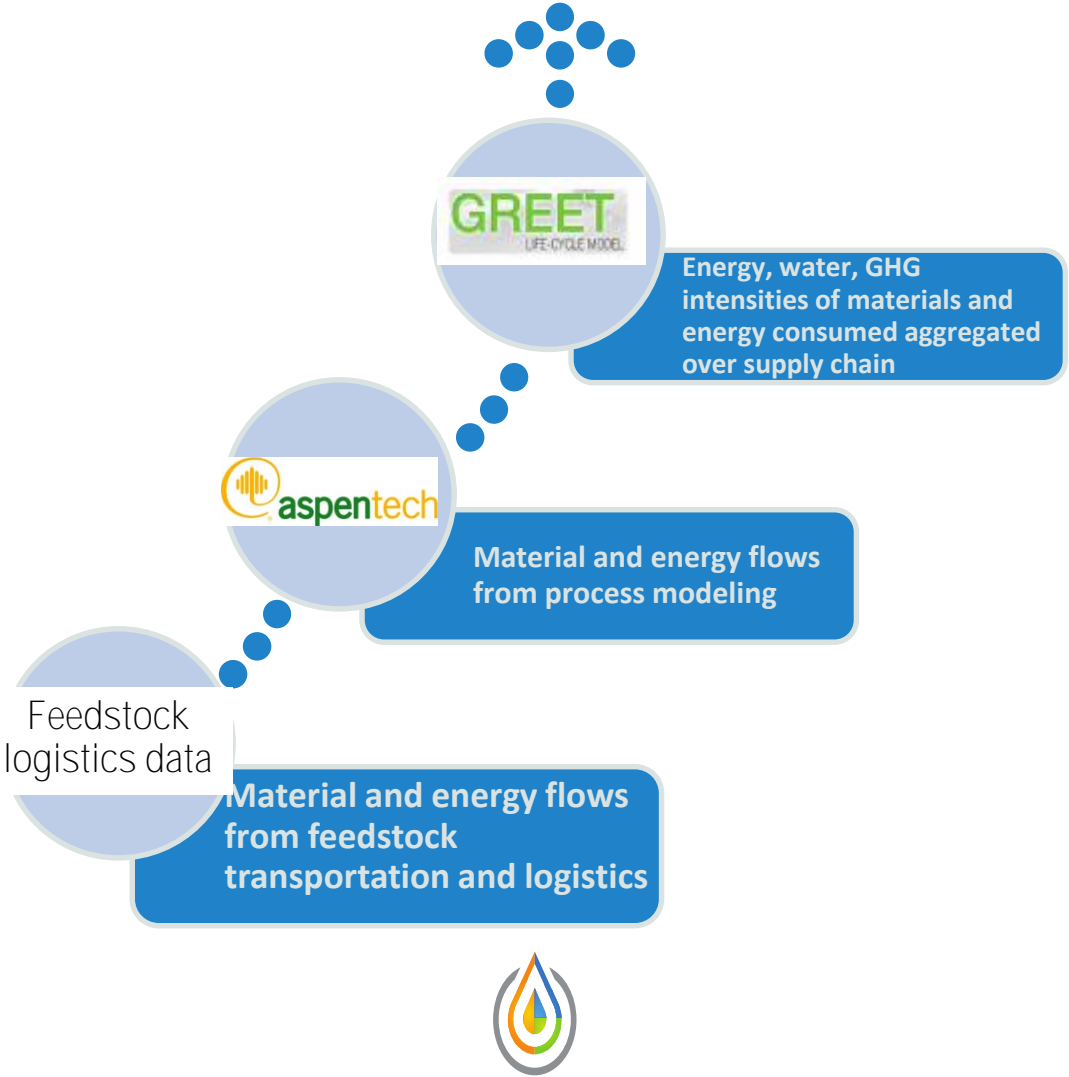 GREET
LIFE-CYCLE MODEL
Energy, water, GHG
intensities of materials and
energy consumed aggregated
over supply chain
aspentech
Material and energy flows
from process modeling
Feedstock
logistics data
Material and energy flows
from feedstock
transportation and logistics